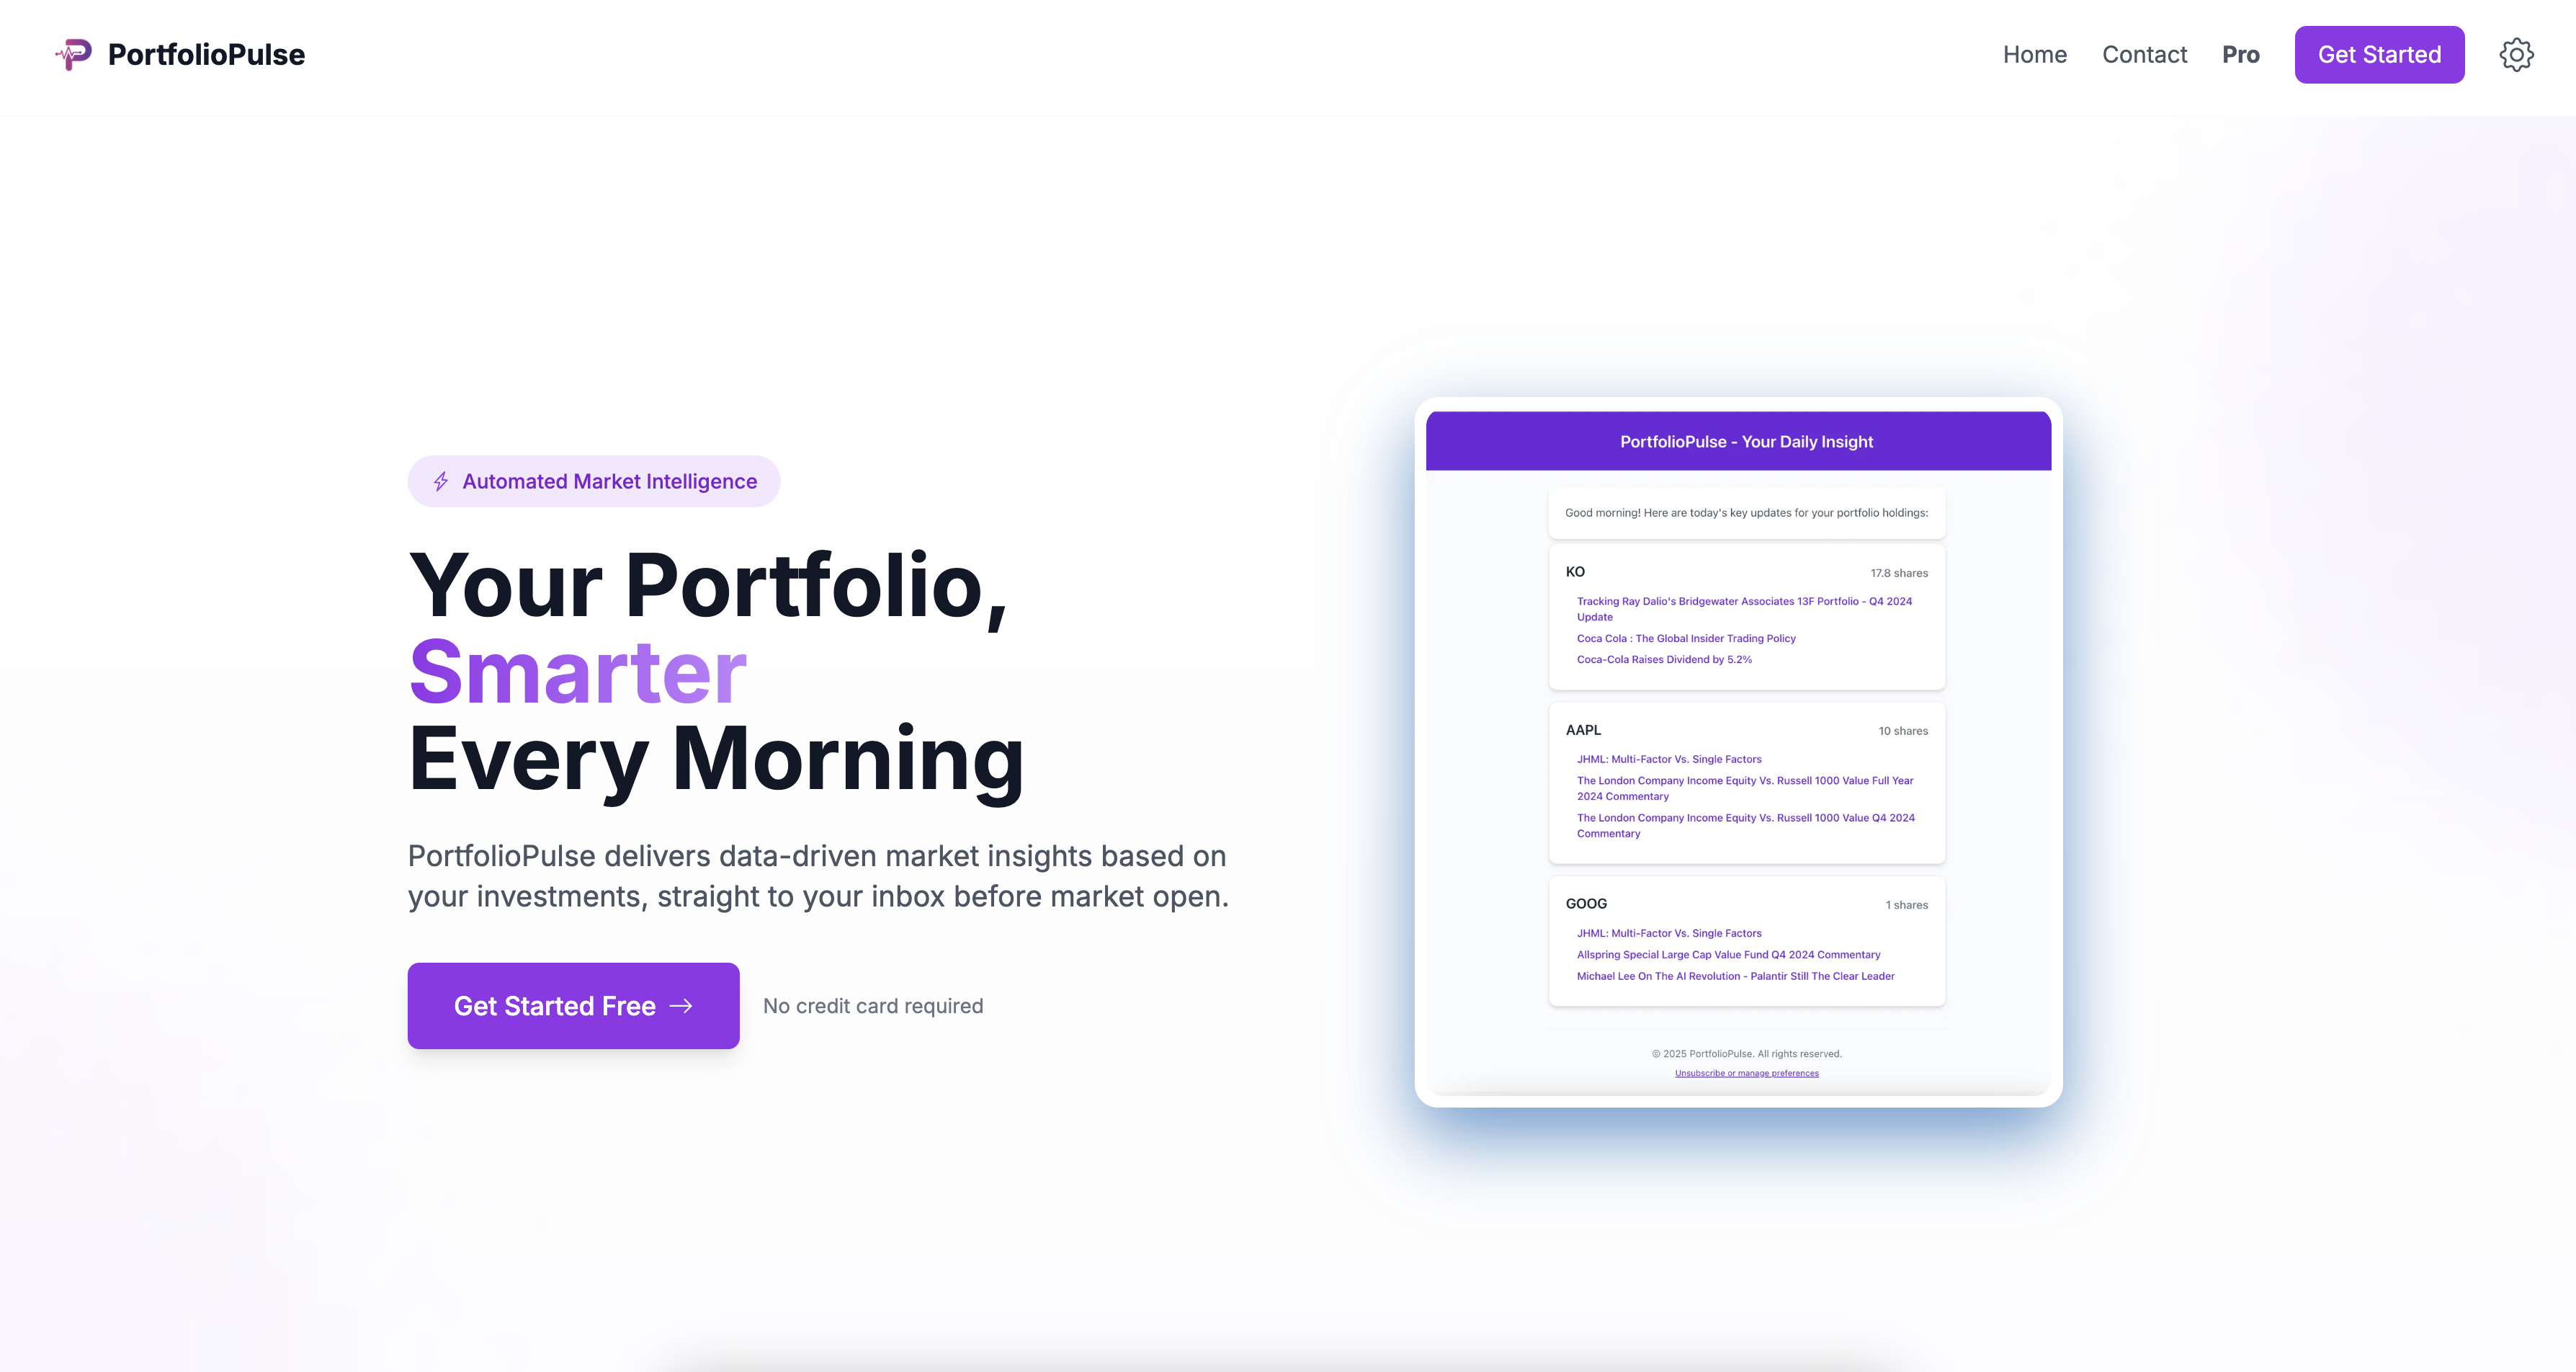 PortfolioPulse
Home
Contact
Pro
Get Started
Automated Market Intelligence
Your Portfolio,
Smarter
Every Morning
PortfolioPulse delivers data-driven market insights based on
your investments, straight to your inbox before market open.
Get Started Free →
No credit card required
PortfolioPulse - Your Daily Insight
Good morning! Here are today's key updates for your portfolio holdings:
KO
17.8 shares
Tracking Ray Dalio's Bridgewater Associates 13F Portfolio - Q4 2024
Update
Coca Cola : The Global Insider Trading Policy
Coca-Cola Raises Dividend by 5.2%
AAPL
10 shares
JHML: Multi-Factor Vs. Single Factors
The London Company Income Equity Vs. Russell 1000 Value Full Year
2024 Commentary
The London Company Income Equity Vs. Russell 1000 Value Q4 2024
Commentary
GOOG
1 shares
JHML: Multi-Factor Vs. Single Factors
Allspring Special Large Cap Value Fund Q4 2024 Commentary
Michael Lee On The AI Revolution - Palantir Still The Clear Leader
© 2025 PortfolioPulse. All rights reserved.
Unsubscribe or manage preferences